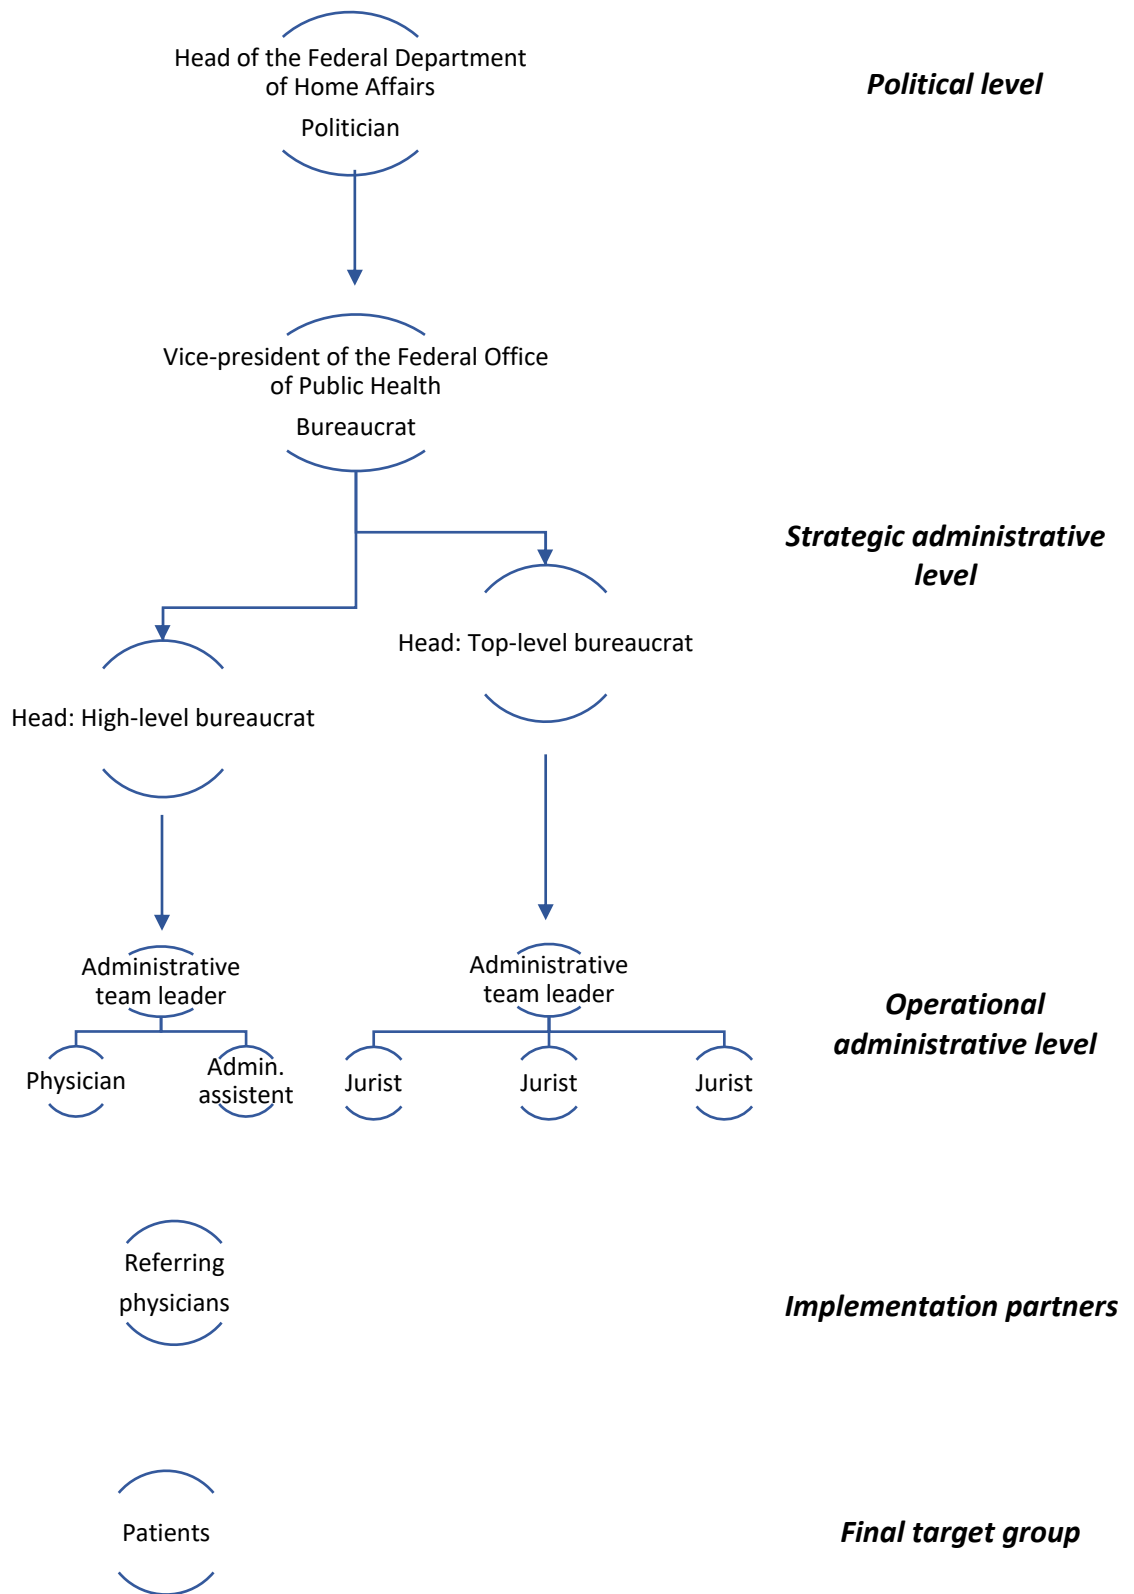 Head of the Federal Department
of Home Affairs
Politician
Political level
Vice-president of the Federal Office
of Public Health
Bureaucrat
Strategic administrative
level
Head: Top-level bureaucrat
Head: High-level bureaucrat
Administrative
team leader
Administrative
team leader
Operational
administrative level
Physician
Admin.
assistent
Jurist
Jurist
Jurist
Referring
physicians
Implementation partners
Patients
Final target group